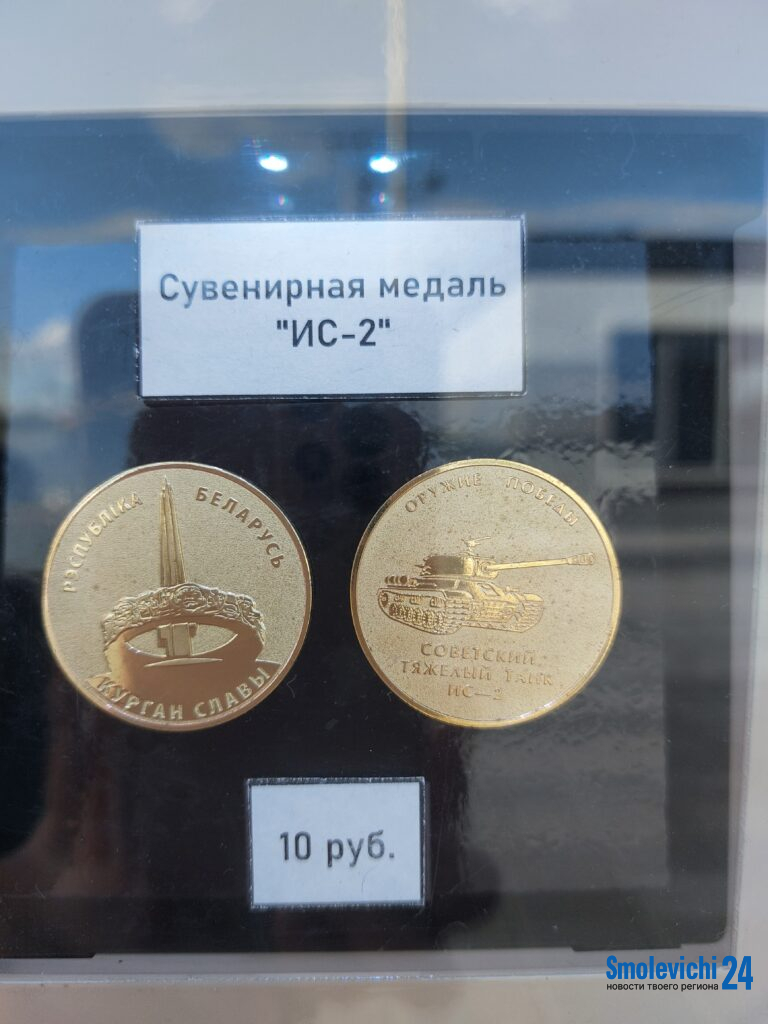 Сувенирная медаль
"ИС-2"
РЭСПУБЛІКА БЕЛАРУСЬ
КУРГАН СЛАВЫ
ОРУЖИЕ ПОБЕДЫ
СОВЕТСКИЙ
ТЯЖЕЛЫЙ ТАНК
ИС—2
10 руб.
Smolevichi 24
новости твоего региона